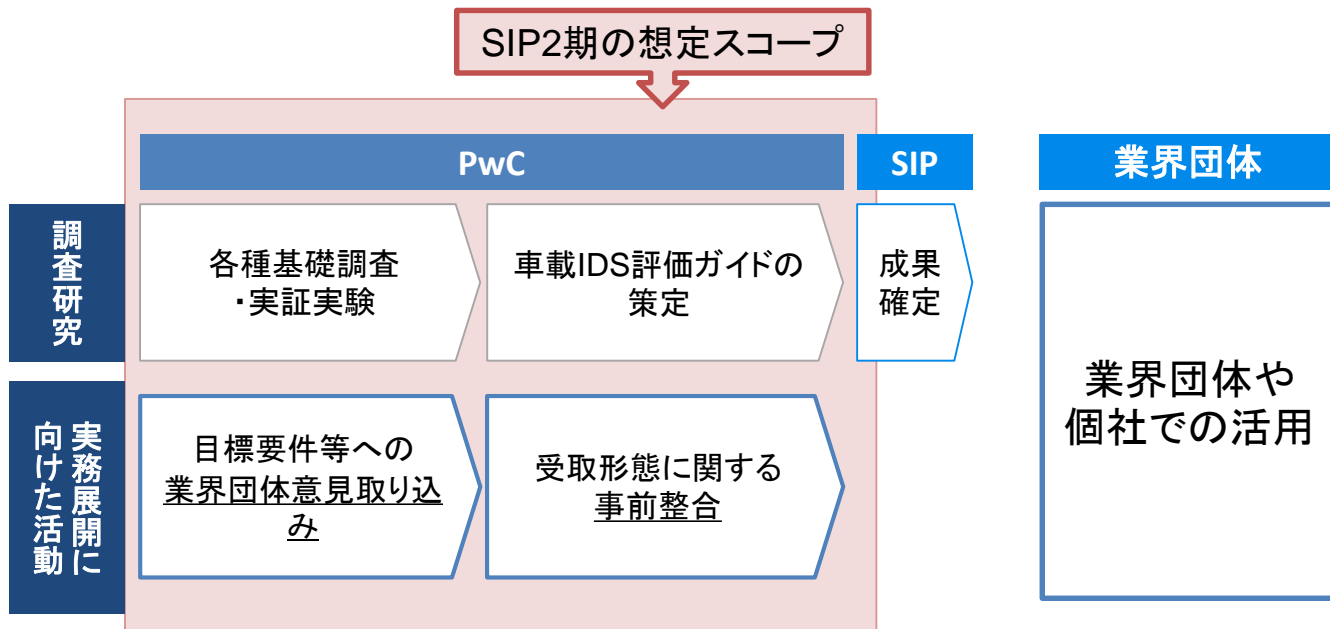 SIP2期の想定スコープ
PwC
SIP
業界団体
調査研究
各種基礎調査
・実証実験
車載IDS評価ガイドの
策定
成果
確定
業界団体や
個社での活用
実務展開に
向けた活動
目標要件等への
業界団体意見取り込
み
受取形態に関する
事前整合